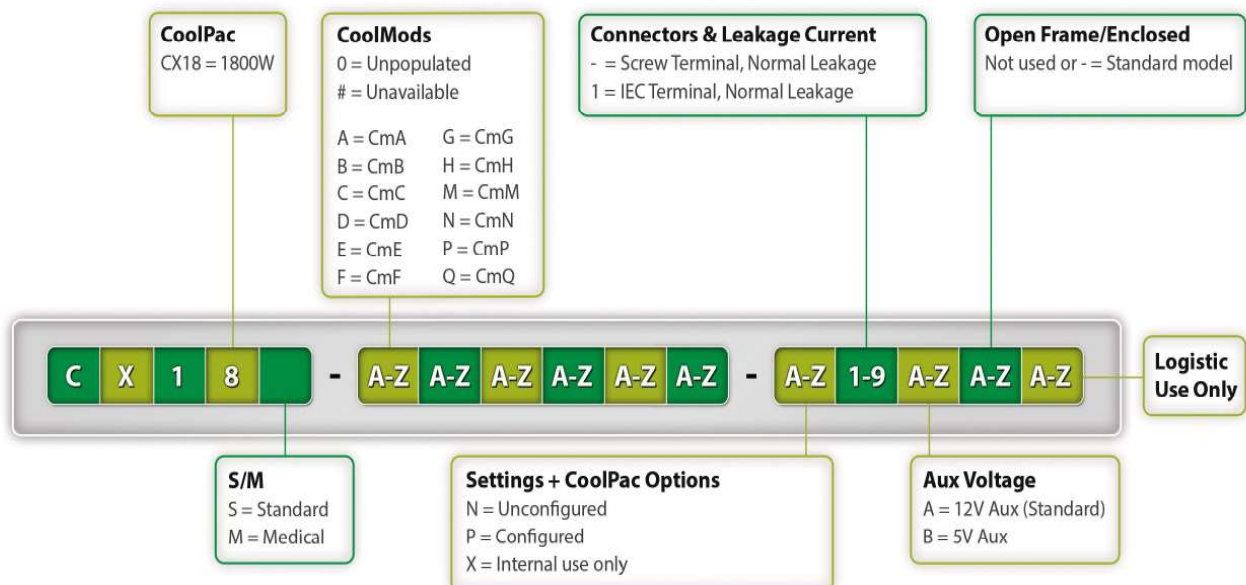 CoolPac
CX18 = 1800W
CoolMods
0 = Unpopulated
# = Unavailable
A = CmA
B = CmB
C = CmC
D = CmD
E = CmE
F = CmF
G = CmG
H = CmH
M = CmM
N = CmN
P = CmP
Q = CmQ
Connectors & Leakage Current
- = Screw Terminal, Normal Leakage
1 = IEC Terminal, Normal Leakage
Open Frame/Enclosed
Not used or - = Standard model
C X 1 8 - A-Z A-Z A-Z A-Z A-Z A-Z - A-Z 1-9 A-Z A-Z A-Z
Logistic
Use Only
S/M
S = Standard
M = Medical
Settings + CoolPac Options
N = Unconfigured
P = Configured
X = Internal use only
Aux Voltage
A = 12V Aux (Standard)
B = 5V Aux